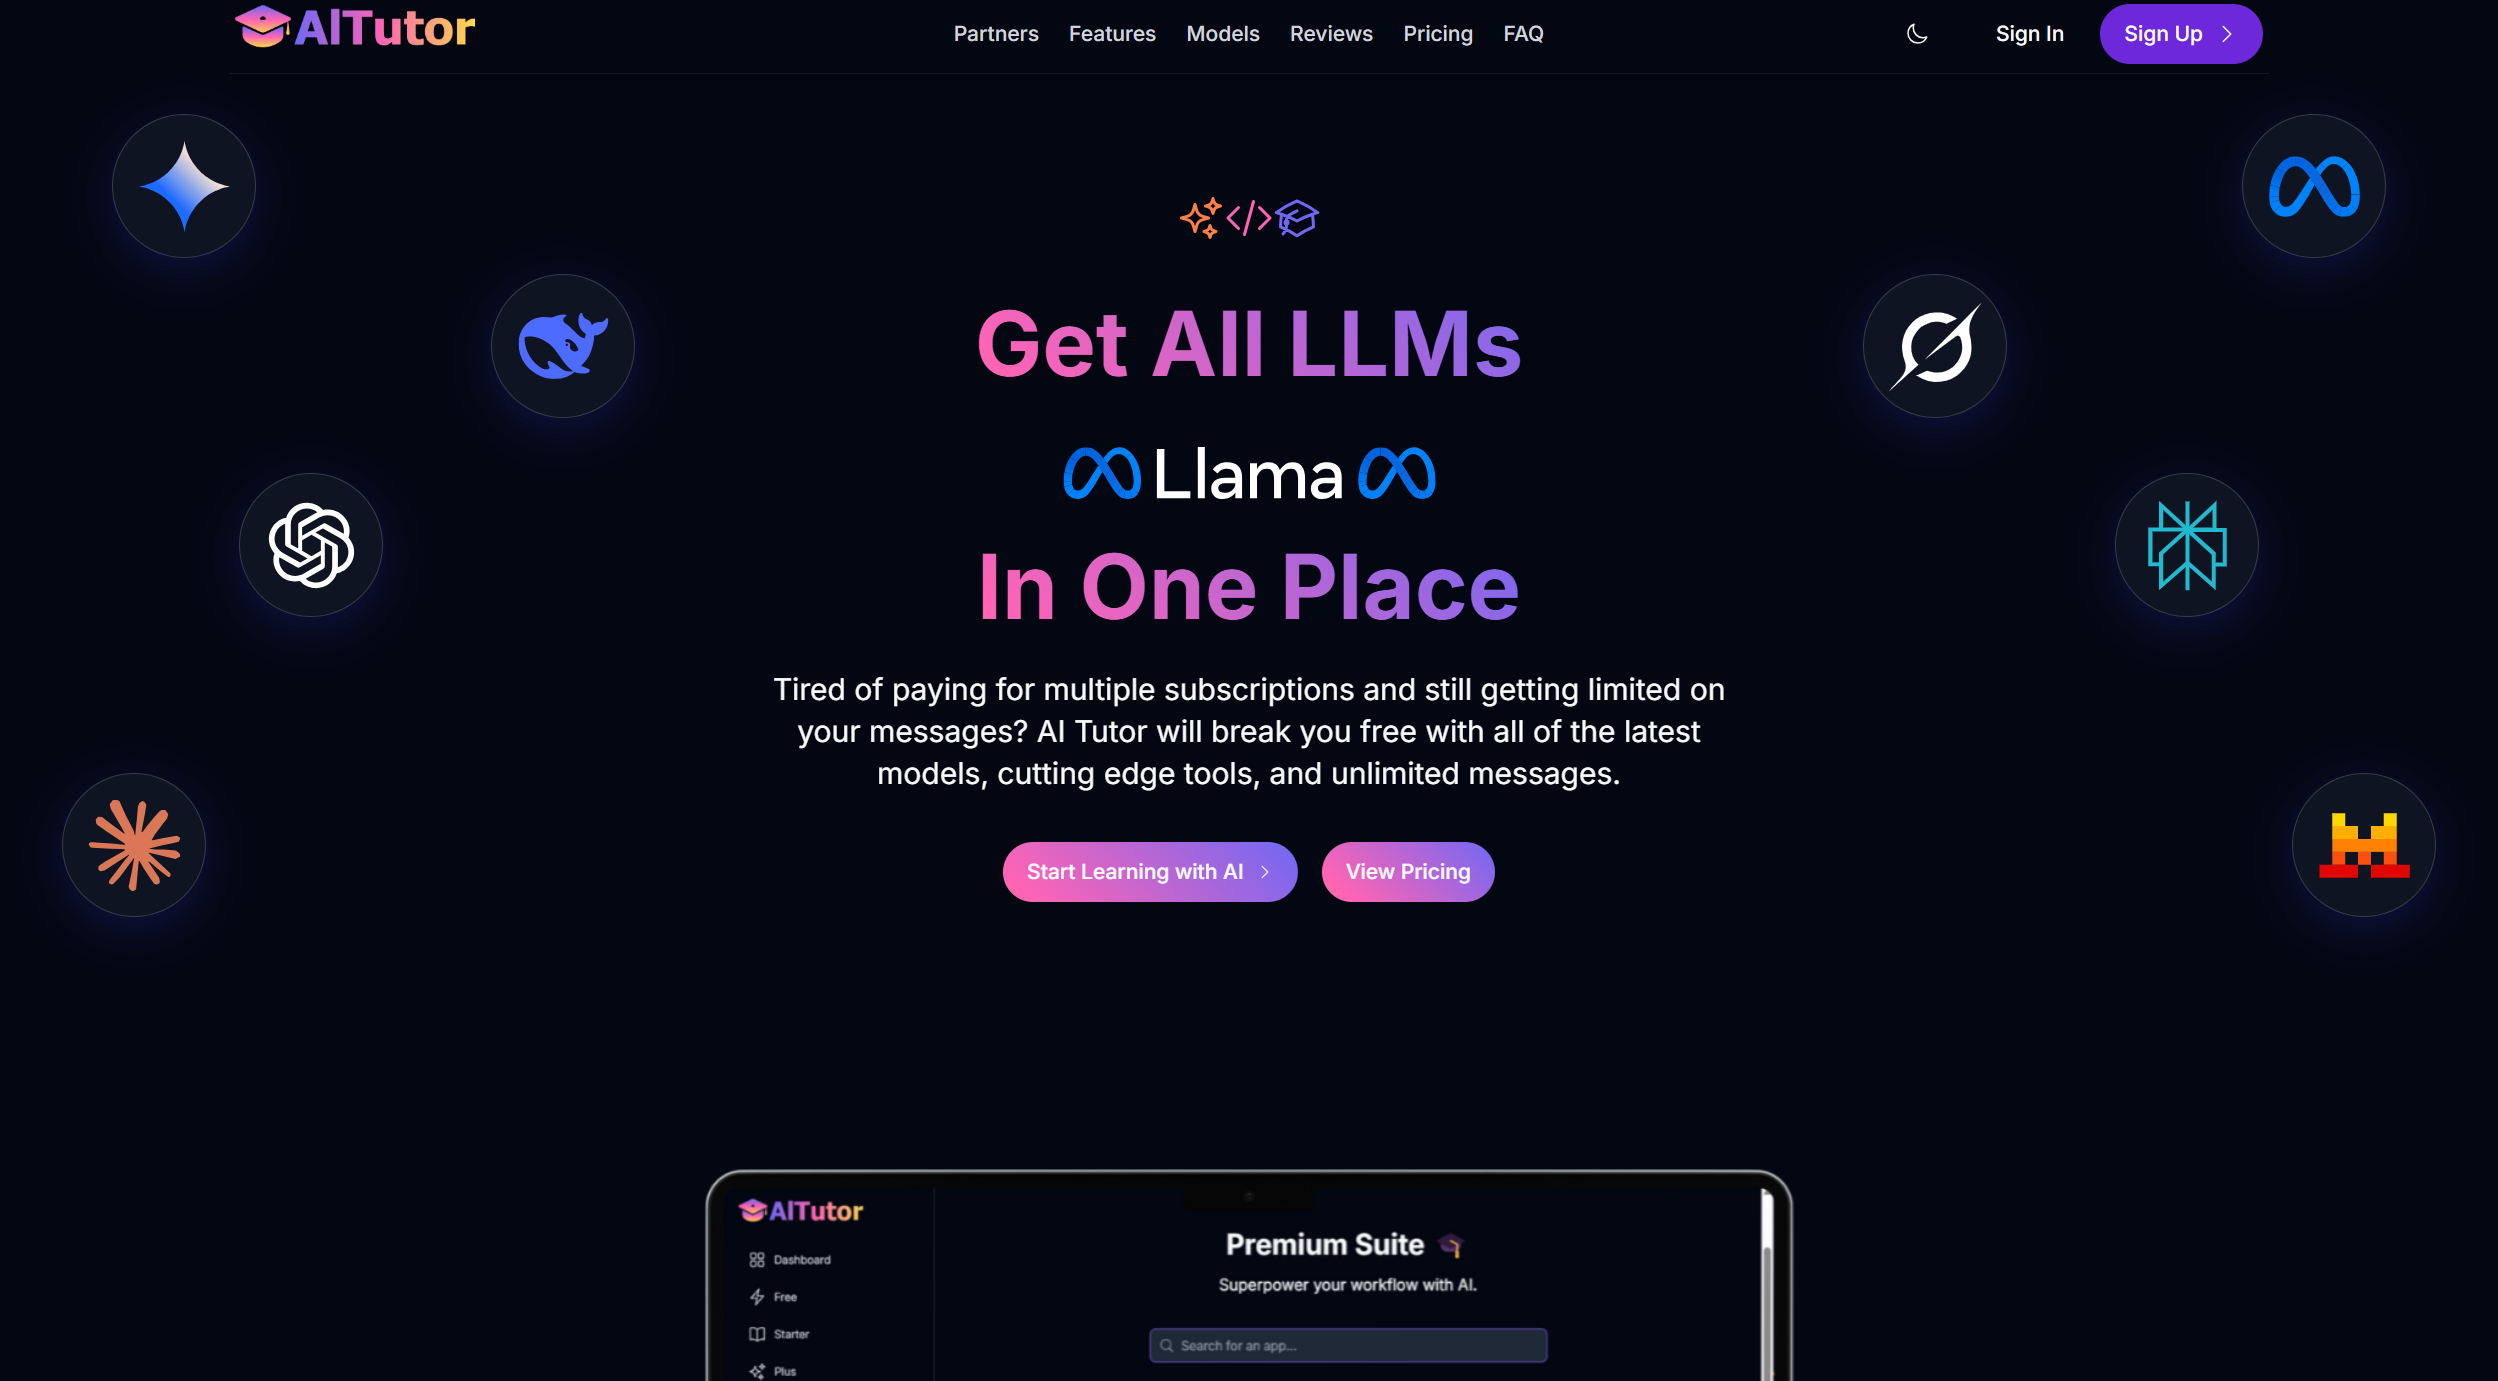 AITutor
Partners Features Models Reviews Pricing FAQ
Sign In
Sign Up
Get All LLMs
Llama
In One Place
Tired of paying for multiple subscriptions and still getting limited on
your messages? AI Tutor will break you free with all of the latest
models, cutting edge tools, and unlimited messages.
Start Learning with AI
View Pricing
AITutor
Dashboard
Free
Starter
Plus
Premium Suite
Superpower your workflow with AI.
Search for an app...